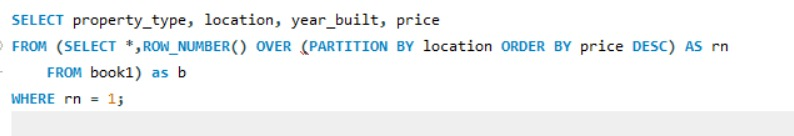 SELECT property_type, location, year_built, price
FROM (SELECT *,ROW_NUMBER() OVER (PARTITION BY location ORDER BY price DESC) AS rn
FROM book1) as b
WHERE rn = 1;